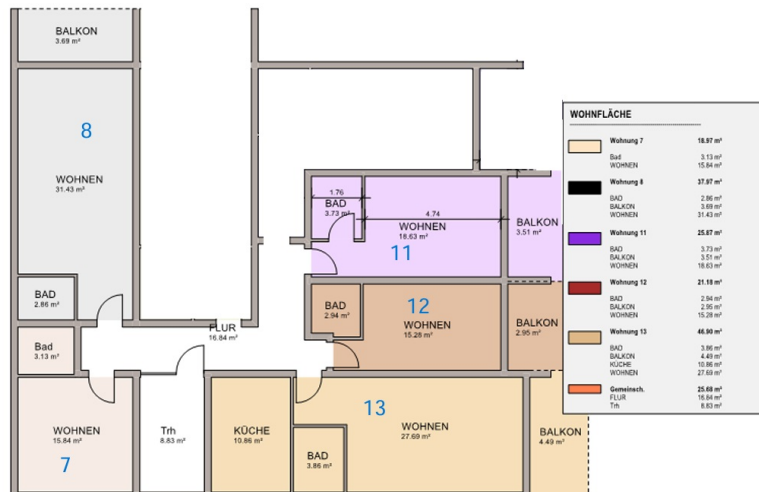 BALKON
3.69 m²
8
WOHNEN
31.43 m²
BAD
2.86 m²
Bad
3.13 m²
WOHNEN
15.84 m²
7
FLUR
16.84 m²
Trh
8.83 m²
1.76
BAD
3.73 m²
4.74
WOHNEN
18.63 m²
11
BALKON
3.51 m²
BAD
2.94 m²
12
WOHNEN
15.28 m²
BALKON
2.95 m²
KÜCHE
10.86 m²
13
WOHNEN
27.69 m²
BAD
3.86 m²
BALKON
4.49 m²
WOHNFLÄCHE
Wohnung 7 18.97 m²
Bad 3.13 m²
WOHNEN 15.84 m²
Wohnung 8 37.97 m²
BAD 2.86 m²
BALKON 3.69 m²
WOHNEN 31.43 m²
Wohnung 11 25.87 m²
BAD 3.73 m²
BALKON 3.51 m²
WOHNEN 18.63 m²
Wohnung 12 21.18 m²
BAD 2.94 m²
BALKON 2.95 m²
WOHNEN 15.28 m²
Wohnung 13 46.90 m²
BAD 3.86 m²
BALKON 4.49 m²
KÜCHE 10.86 m²
WOHNEN 27.69 m²
Gemeinsch. 25.68 m²
FLUR 16.84 m²
Trh 8.83 m²